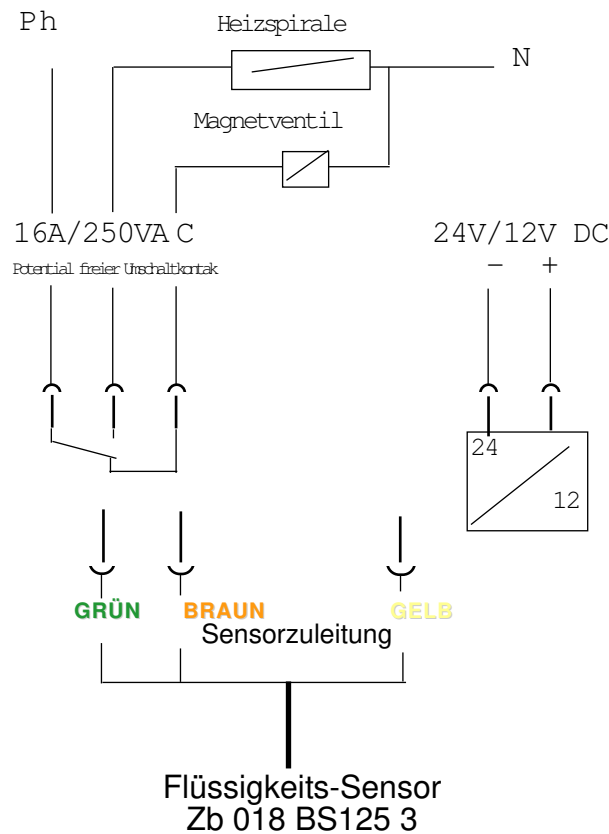 Ph
Heizspirale
N
Magnetventil
16A/250VA C
24V/12V DC
Potential freier Umschaltkontak
- +
24
12
GRÜN BRAUN GELB
Sensorzuleitung
Flüssigkeits-Sensor
Zb 018 BS125 3